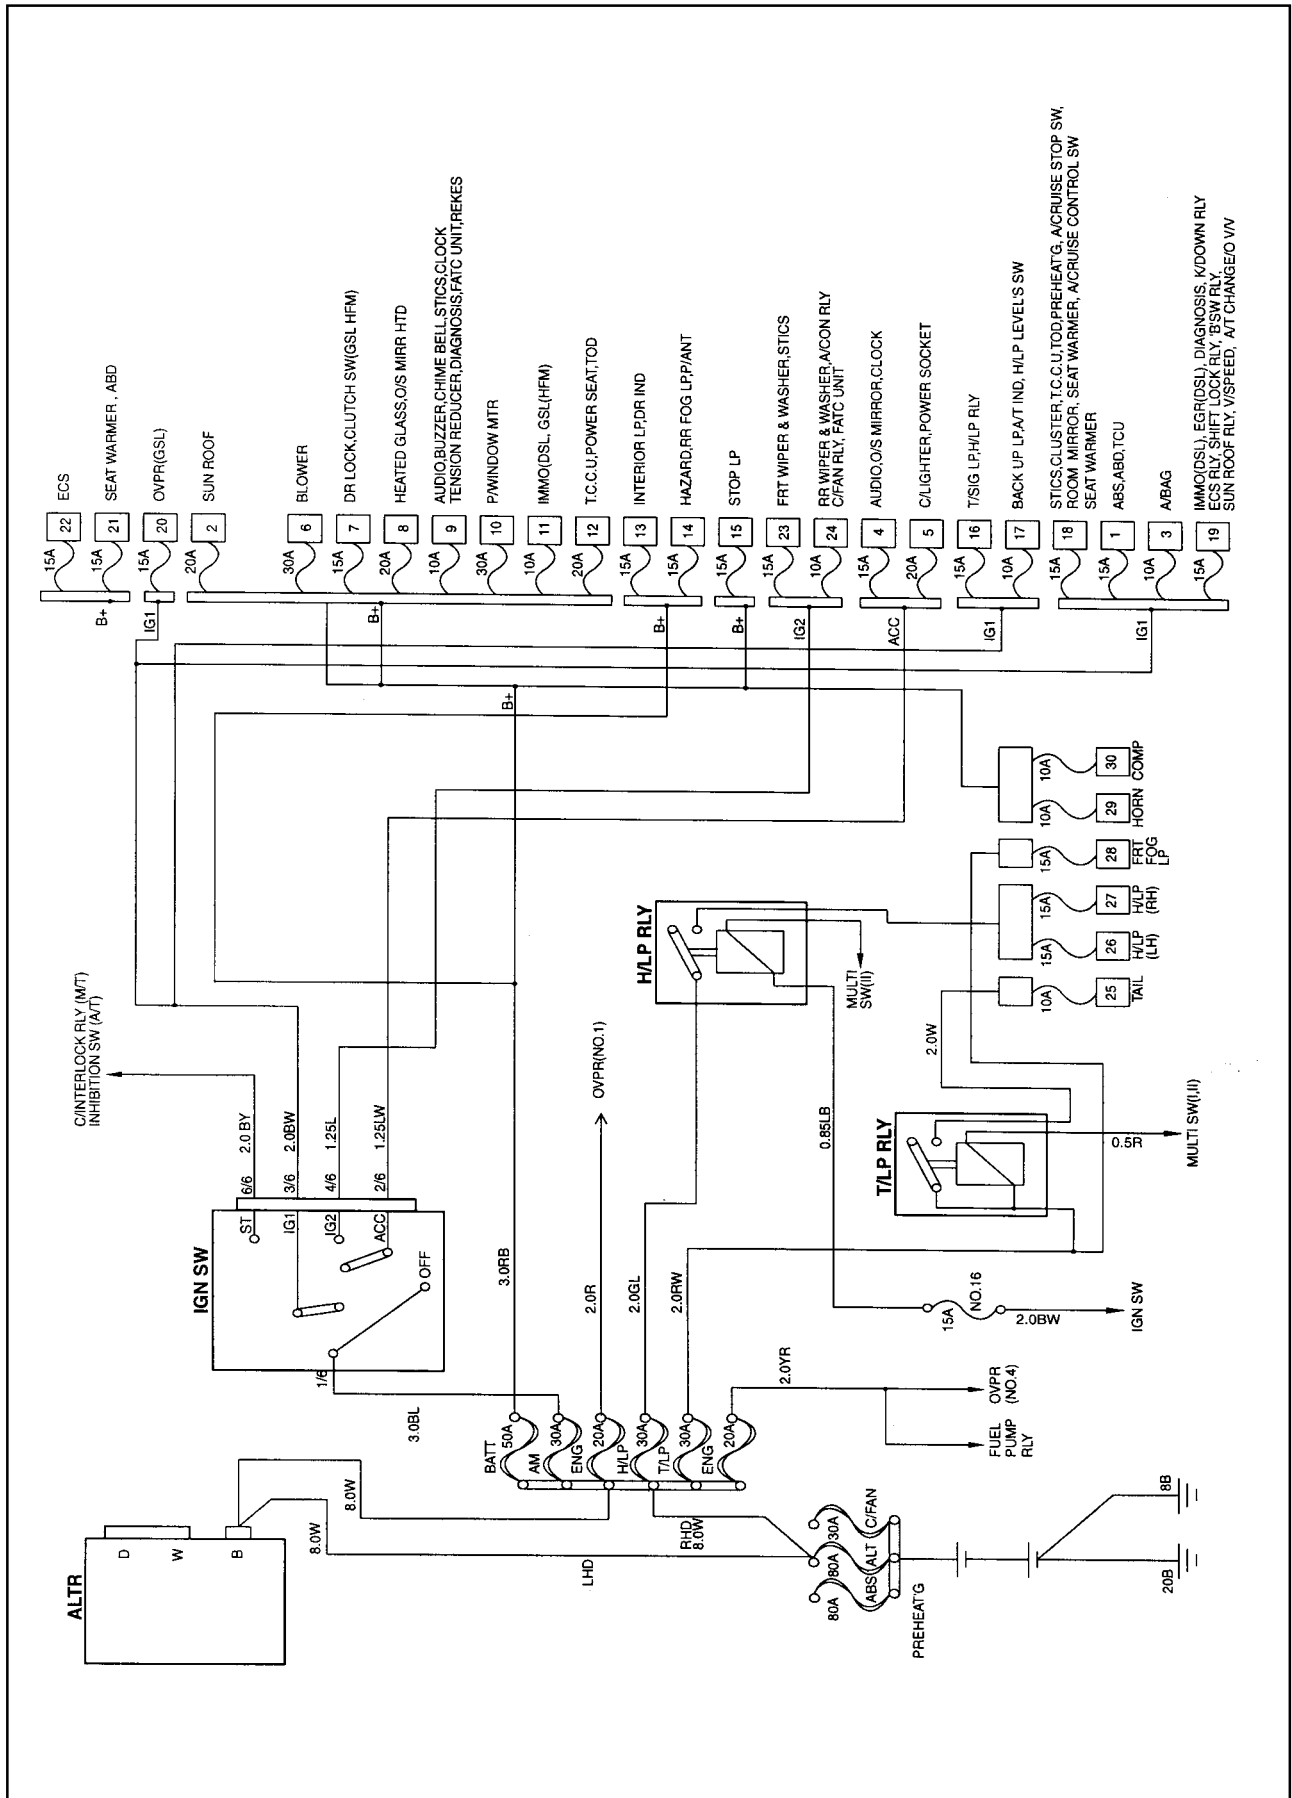 ALTR
D
W
B
8.0W
8.0W
LHD
RHD
8.0W
IGN SW
ST
IG1
IG2
ACC
OFF
1/6
6/6
3/6
4/6
2/6
2.0 BY
2.0BW
1.25L
1.25LW
C/INTERLOCK RLY (M/T)
INHIBITION SW (A/T)
3.0BL
BATT
50A
AM
30A
ENG
20A
H/LP
30A
T/LP
30A
ENG
20A
3.0RB
2.0R
OVPR(NO.1)
2.0GL
2.0RW
2.0YR
FUEL
PUMP
RLY
OVPR
(NO.4)
80A
ABS
80A
ALT
30A
C/FAN
PREHEAT'G
20B
8B
H/LP RLY
MULTI
SW(II)
0.85LB
15A
NO.16
2.0BW
IGN SW
T/LP RLY
0.5R
MULTI SW(I,II)
2.0W
10A
25
TAIL
15A
26
H/LP
(LH)
15A
27
H/LP
(RH)
15A
28
FRT
FOG
LP
10A
29
HORN
10A
30
COMP
B+
B+
15A
22
ECS
15A
21
SEAT WARMER , ABD
IG1
15A
20
OVPR(GSL)
20A
2
SUN ROOF
B+
30A
6
BLOWER
15A
7
DR LOCK,CLUTCH SW(GSL HFM)
20A
8
HEATED GLASS,O/S MIRR HTD
10A
9
AUDIO,BUZZER,CHIME BELL,STICS,CLOCK
TENSION REDUCER,DIAGNOSIS,FATC UNIT,REKES
30A
10
P/WINDOW MTR
10A
11
IMMO(DSL, GSL(HFM)
20A
12
T.C.C.U,POWER SEAT,TOD
B+
15A
13
INTERIOR LP,DR IND
15A
14
HAZARD,RR FOG LP,P/ANT
B+
15A
15
STOP LP
IG2
15A
23
FRT WIPER & WASHER,STICS
10A
24
RR WIPER & WASHER,A/CON RLY
C/FAN RLY, FATC UNIT
ACC
15A
4
AUDIO,O/S MIRROR,CLOCK
20A
5
C/LIGHTER,POWER SOCKET
IG1
15A
16
T/SIG LP,H/LP RLY
10A
17
BACK UP LP,A/T IND, H/LP LEVEL'S SW
IG1
15A
18
STICS,CLUSTER,T.C.C.U,TOD,PREHEAT'G, A/CRUISE STOP SW,
ROOM MIRROR, SEAT WARMER, A/CRUISE CONTROL SW
SEAT WARMER
15A
1
ABS,ABD,TCU
10A
3
A/BAG
15A
19
IMMO(DSL), EGR(DSL), DIAGNOSIS, K/DOWN RLY
ECS RLY, SHIFT LOCK RLY, 'B'SW RLY,
SUN ROOF RLY, V/SPEED, A/T CHANGE/O V/V